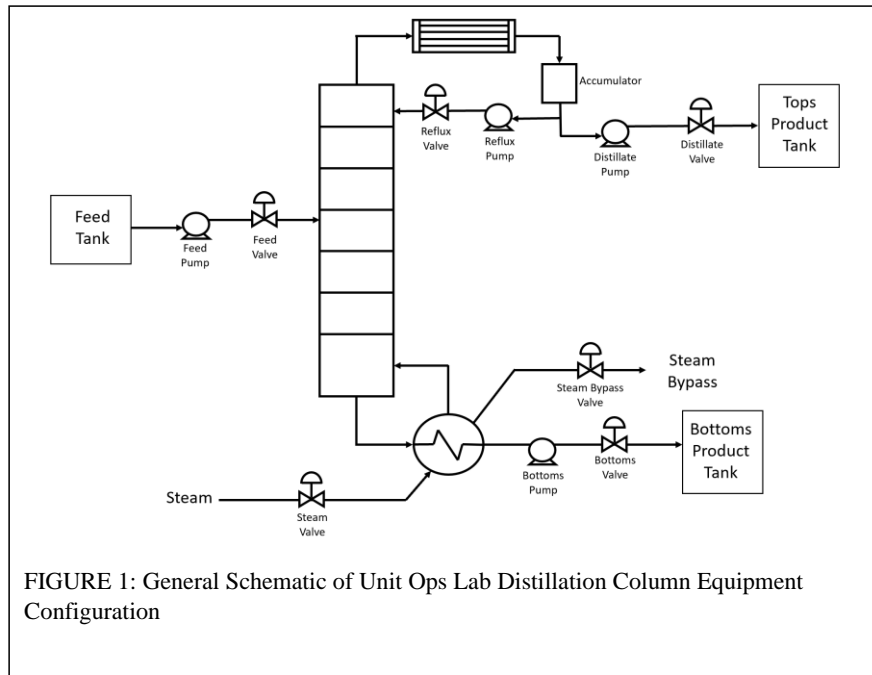 Accumulator
Reflux
Valve
Reflux
Pump
Distillate
Pump
Distillate
Valve
Tops
Product
Tank
Feed
Tank
Feed
Pump
Feed
Valve
Steam Bypass
Valve
Steam
Bypass
Bottoms
Pump
Bottoms
Valve
Bottoms
Product
Tank
Steam
Steam
Valve
FIGURE 1: General Schematic of Unit Ops Lab Distillation Column Equipment
Configuration